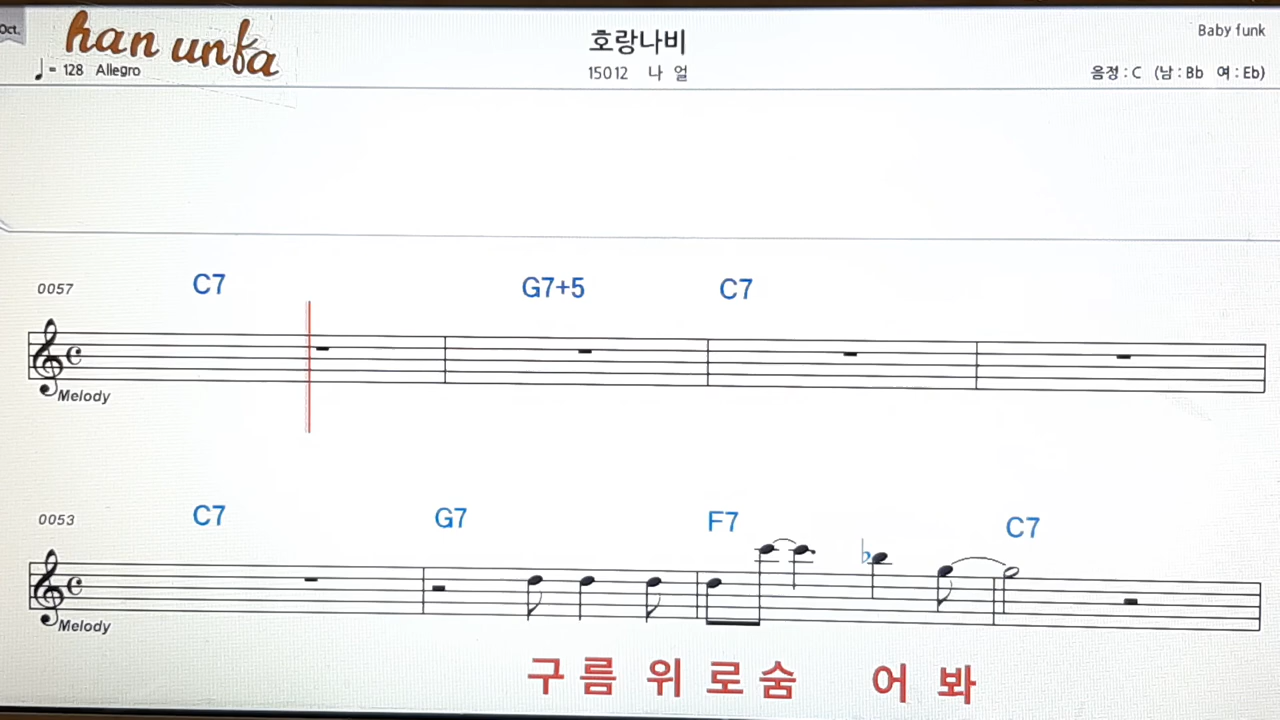 Oct.
han unfa
호랑나비
Baby funk
♩= 128 Allegro
15012 나 얼
음정 : C (남 : Bb 여 : Eb)
0057
C7 G7+5 C7
Melody
0053
C7 G7 F7 C7
Melody
구 름 위 로 숨 어 봐